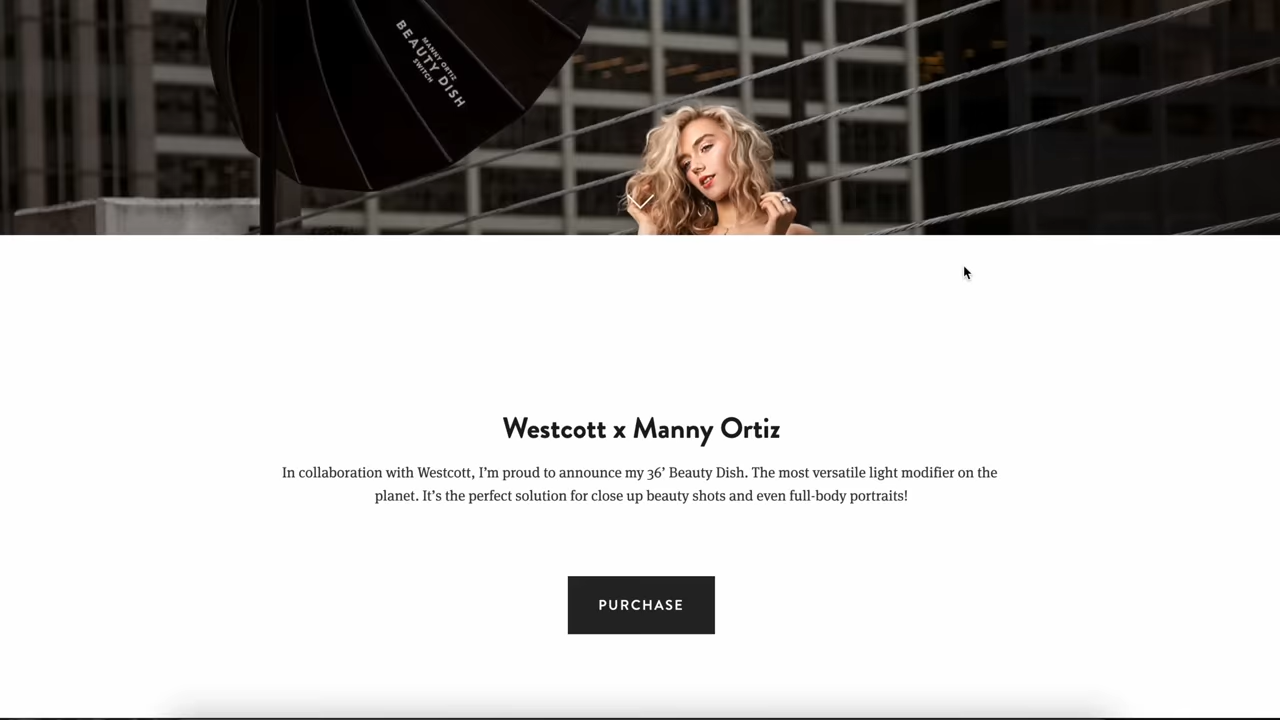 MANNY ORTIZ
BEAUTY DISH
SWITCH
Westcott x Manny Ortiz
In collaboration with Westcott, I’m proud to announce my 36’ Beauty Dish. The most versatile light modifier on the
planet. It’s the perfect solution for close up beauty shots and even full-body portraits!
PURCHASE